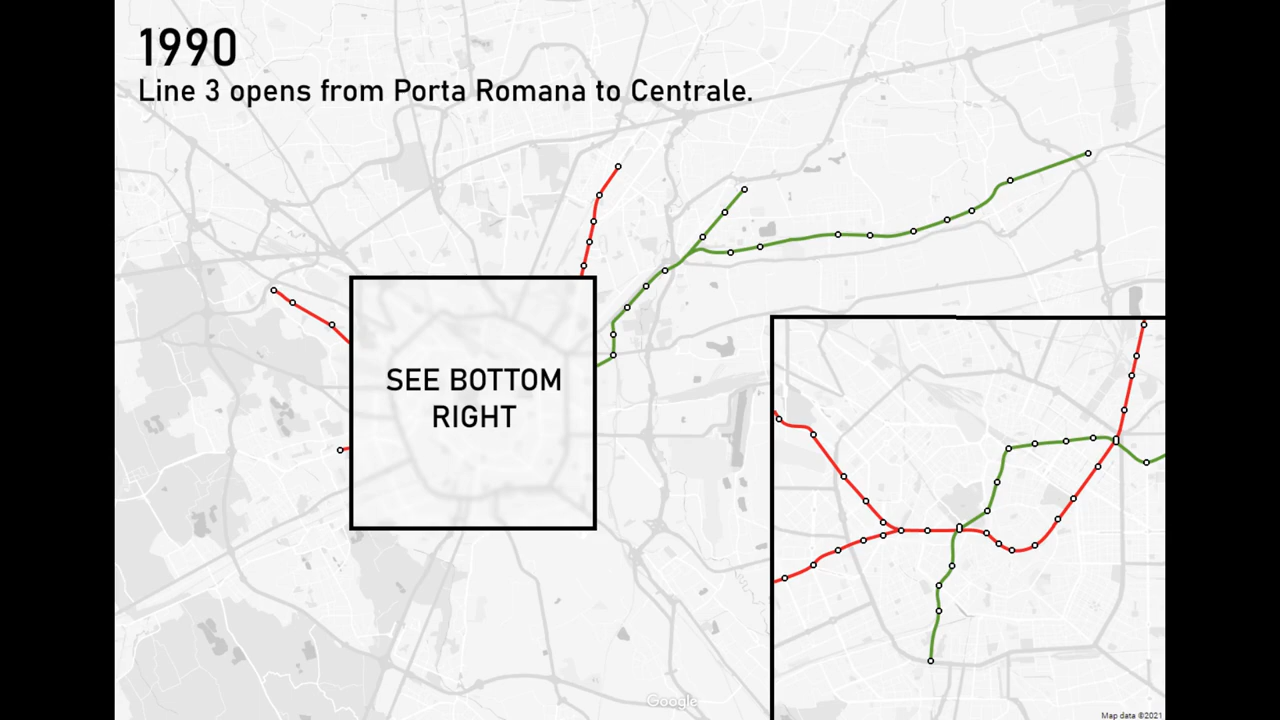 1990
Line 3 opens from Porta Romana to Centrale.
SEE BOTTOM
RIGHT
Google
Map data ©2021